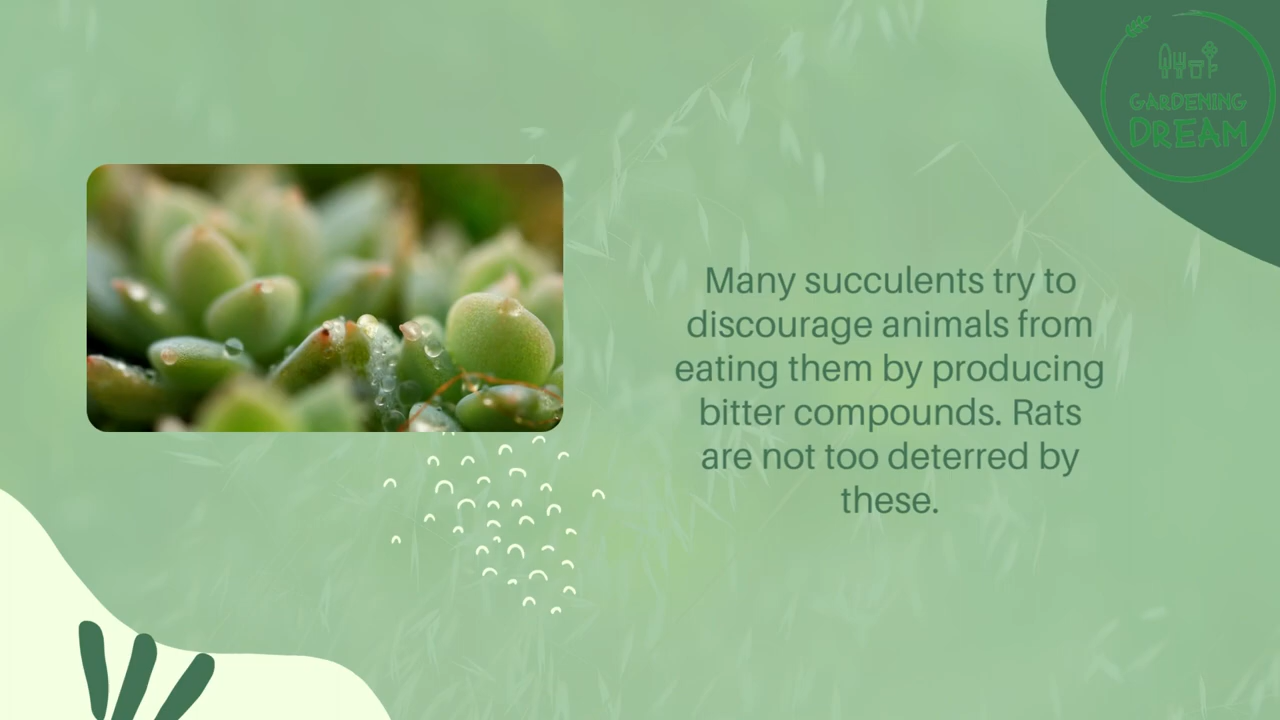 GARDENING
DREAM
Many succulents try to
discourage animals from
eating them by producing
bitter compounds. Rats
are not too deterred by
these.